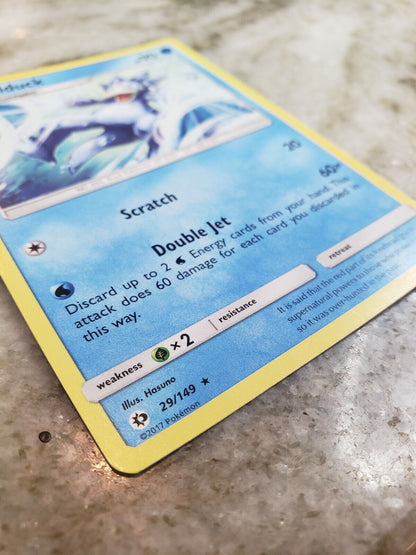 Scratch
20
Double Jet
60×
Discard up to 2 Energy cards from your hand. This
attack does 60 damage for each card you discarded in
this way.
weakness × 2
resistance
retreat
It is said that the red part of its
supernatural powers
so it was over-hunted
Illus. Hasuno
29/149 ★
©2017 Pokémon